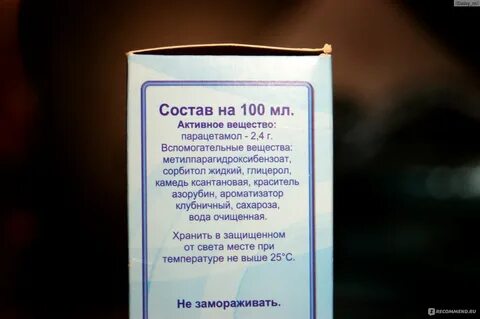 Состав на 100 мл.
Активное вещество:
парацетамол - 2,4 г.
Вспомогательные вещества:
метилпарагидроксибензоат,
сорбитол жидкий, глицерол,
камедь ксантановая, краситель
азорубин, ароматизатор
клубничный, сахароза,
вода очищенная.
Хранить в защищенном
от света месте при
температуре не выше 25°С.
Не замораживать.
RECOMMEND.RU